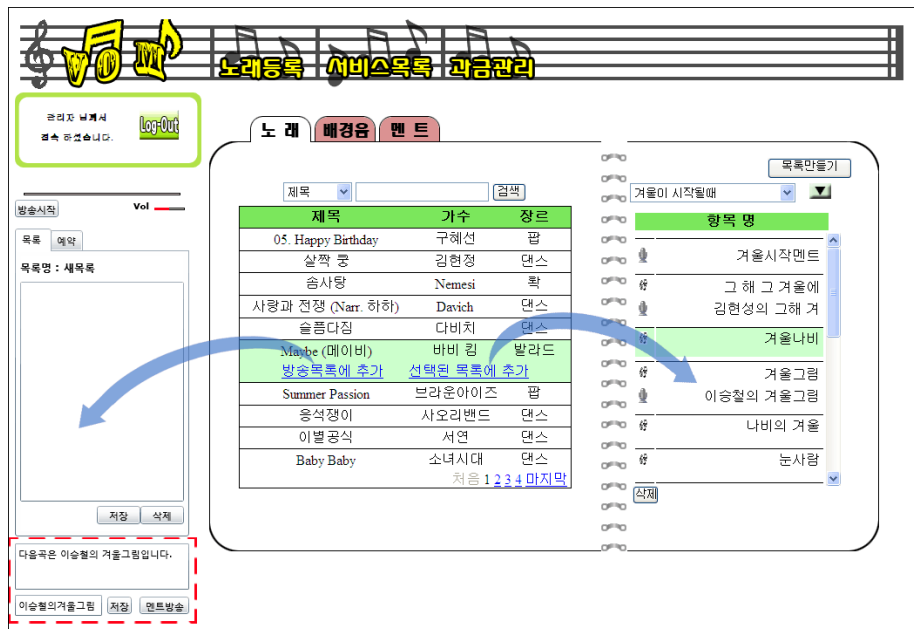 VOM
노래등록 서비스목록 과금관리
관리자 님께서
접속 하셨습니다.
Log-Out
노 래 배경음 멘 트
목록만들기
제목 검색
겨울이 시작될때
방송시작 Vol
제목 가수 장르
항목 명
목록 예약
05. Happy Birthday 구혜선 팝
겨울시작멘트
목록명 : 새목록
살짝 쿵 김현정 댄스
솜사탕 Nemesi 확
그 해 그 겨울에
사랑과 전쟁 (Narr. 하하) Davich 댄스
김현성의 그해 겨
슬픔다짐 다비치 댄스
겨울나비
Maybe (메이비) 바비 킴 발라드
방송목록에 추가 선택된 목록에 추가
겨울그림
Summer Passion 브라운아이즈 팝
이승철의 겨울그림
응석쟁이 사오리밴드 댄스
나비의 겨울
이별공식 서연 댄스
Baby Baby 소녀시대 댄스
눈사람
처음 1 2 3 4 마지막
삭제
저장 삭제
다음곡은 이승철의 겨울그림입니다.
이승철의겨울그림 저장 멘트방송